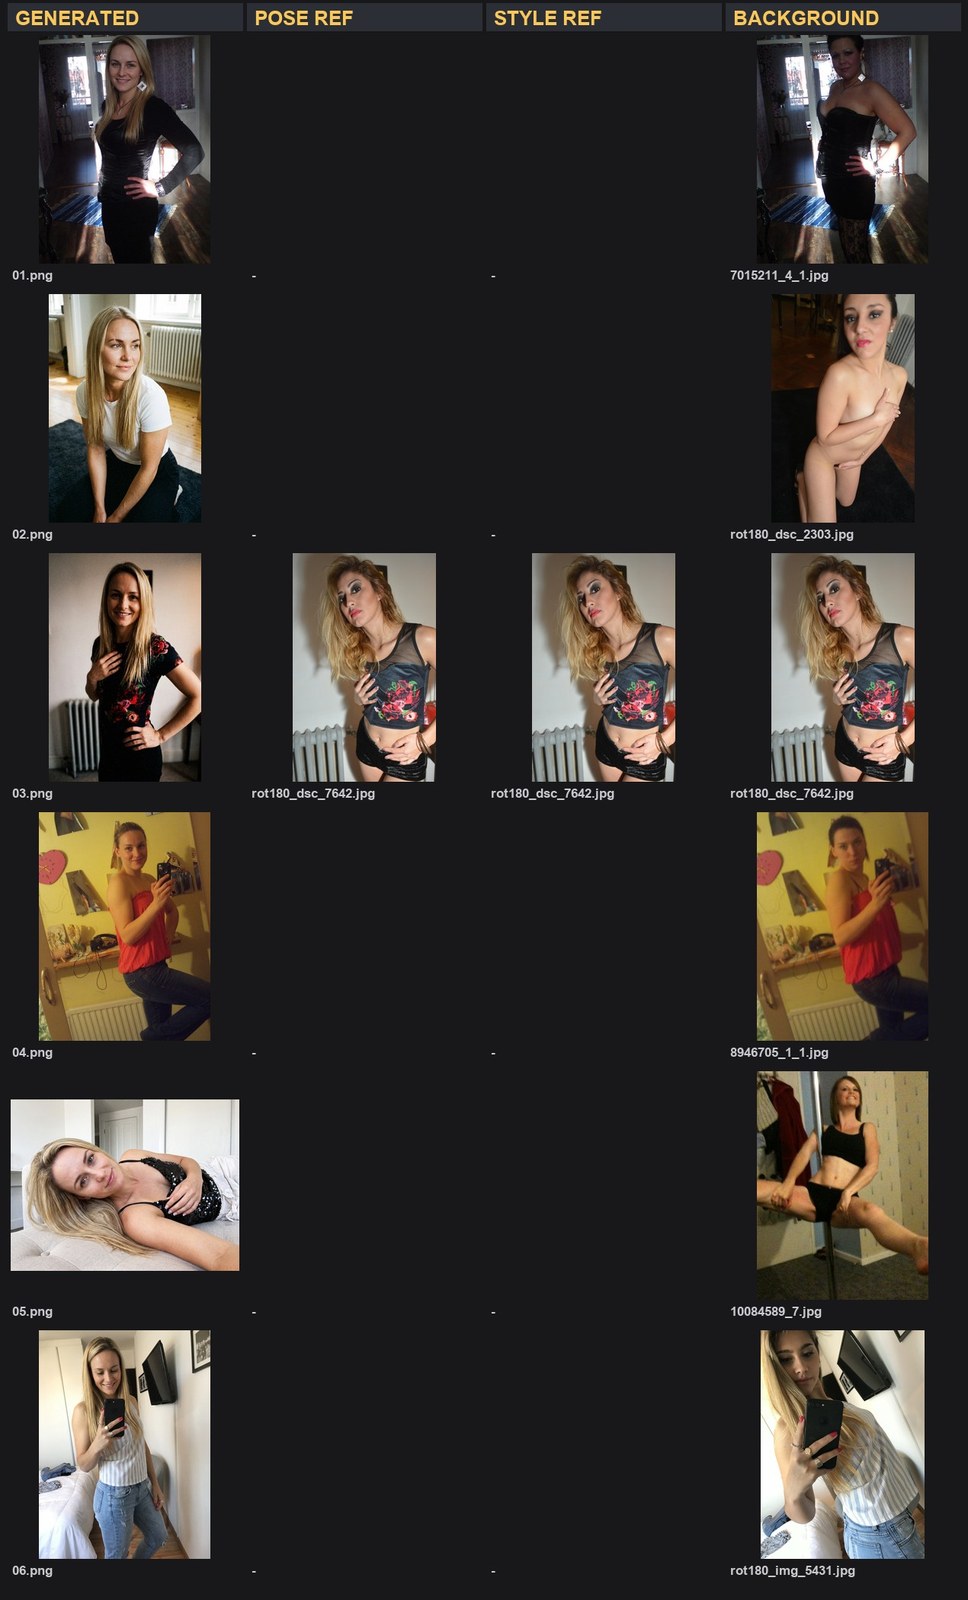 GENERATED POSE REF STYLE REF BACKGROUND
01.png - - 7015211_4_1.jpg
02.png - - rot180_dsc_2303.jpg
03.png rot180_dsc_7642.jpg rot180_dsc_7642.jpg rot180_dsc_7642.jpg
04.png - - 8946705_1_1.jpg
05.png - - 10084589_7.jpg
06.png - - rot180_img_5431.jpg